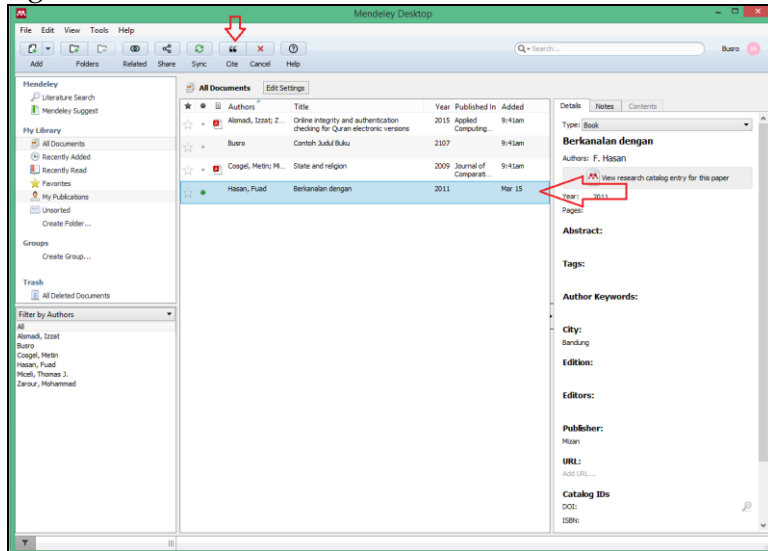 Mendeley Desktop
File Edit View Tools Help
Add Folders Related Share Sync Cite Cancel Help
Search...
Busro
Mendeley
Literature Search
Mendeley Suggest
My Library
All Documents
Recently Added
Recently Read
Favorites
My Publications
Unsorted
Create Folder...
Groups
Create Group...
Trash
All Deleted Documents
Filter by Authors
All
Alsmadi, Izzat
Busro
Cosgel, Metin
Hasan, Fuad
Miceli, Thomas J.
Zarour, Mohammad
All Documents Edit Settings
Authors Title Year Published In Added
Alsmadi, Izzat; Z... Online integrity and authentication 2015 Applied 9:41am
checking for Quran electronic versions Computing...
Busro Contoh Judul Buku 2107 9:41am
Cosgel, Metin; Mi... State and religion 2009 Journal of 9:41am
Comparati...
Hasan, Fuad Berkanalan dengan 2011 Mar 15
Details Notes Contents
Type: Book
Berkanalan dengan
Authors: F. Hasan
View research catalog entry for this paper
Year: 2011
Pages:
Abstract:
Tags:
Author Keywords:
City:
Bandung
Edition:
Editors:
Publisher:
Mizan
URL:
Add URL...
Catalog IDs
DOI:
ISBN: